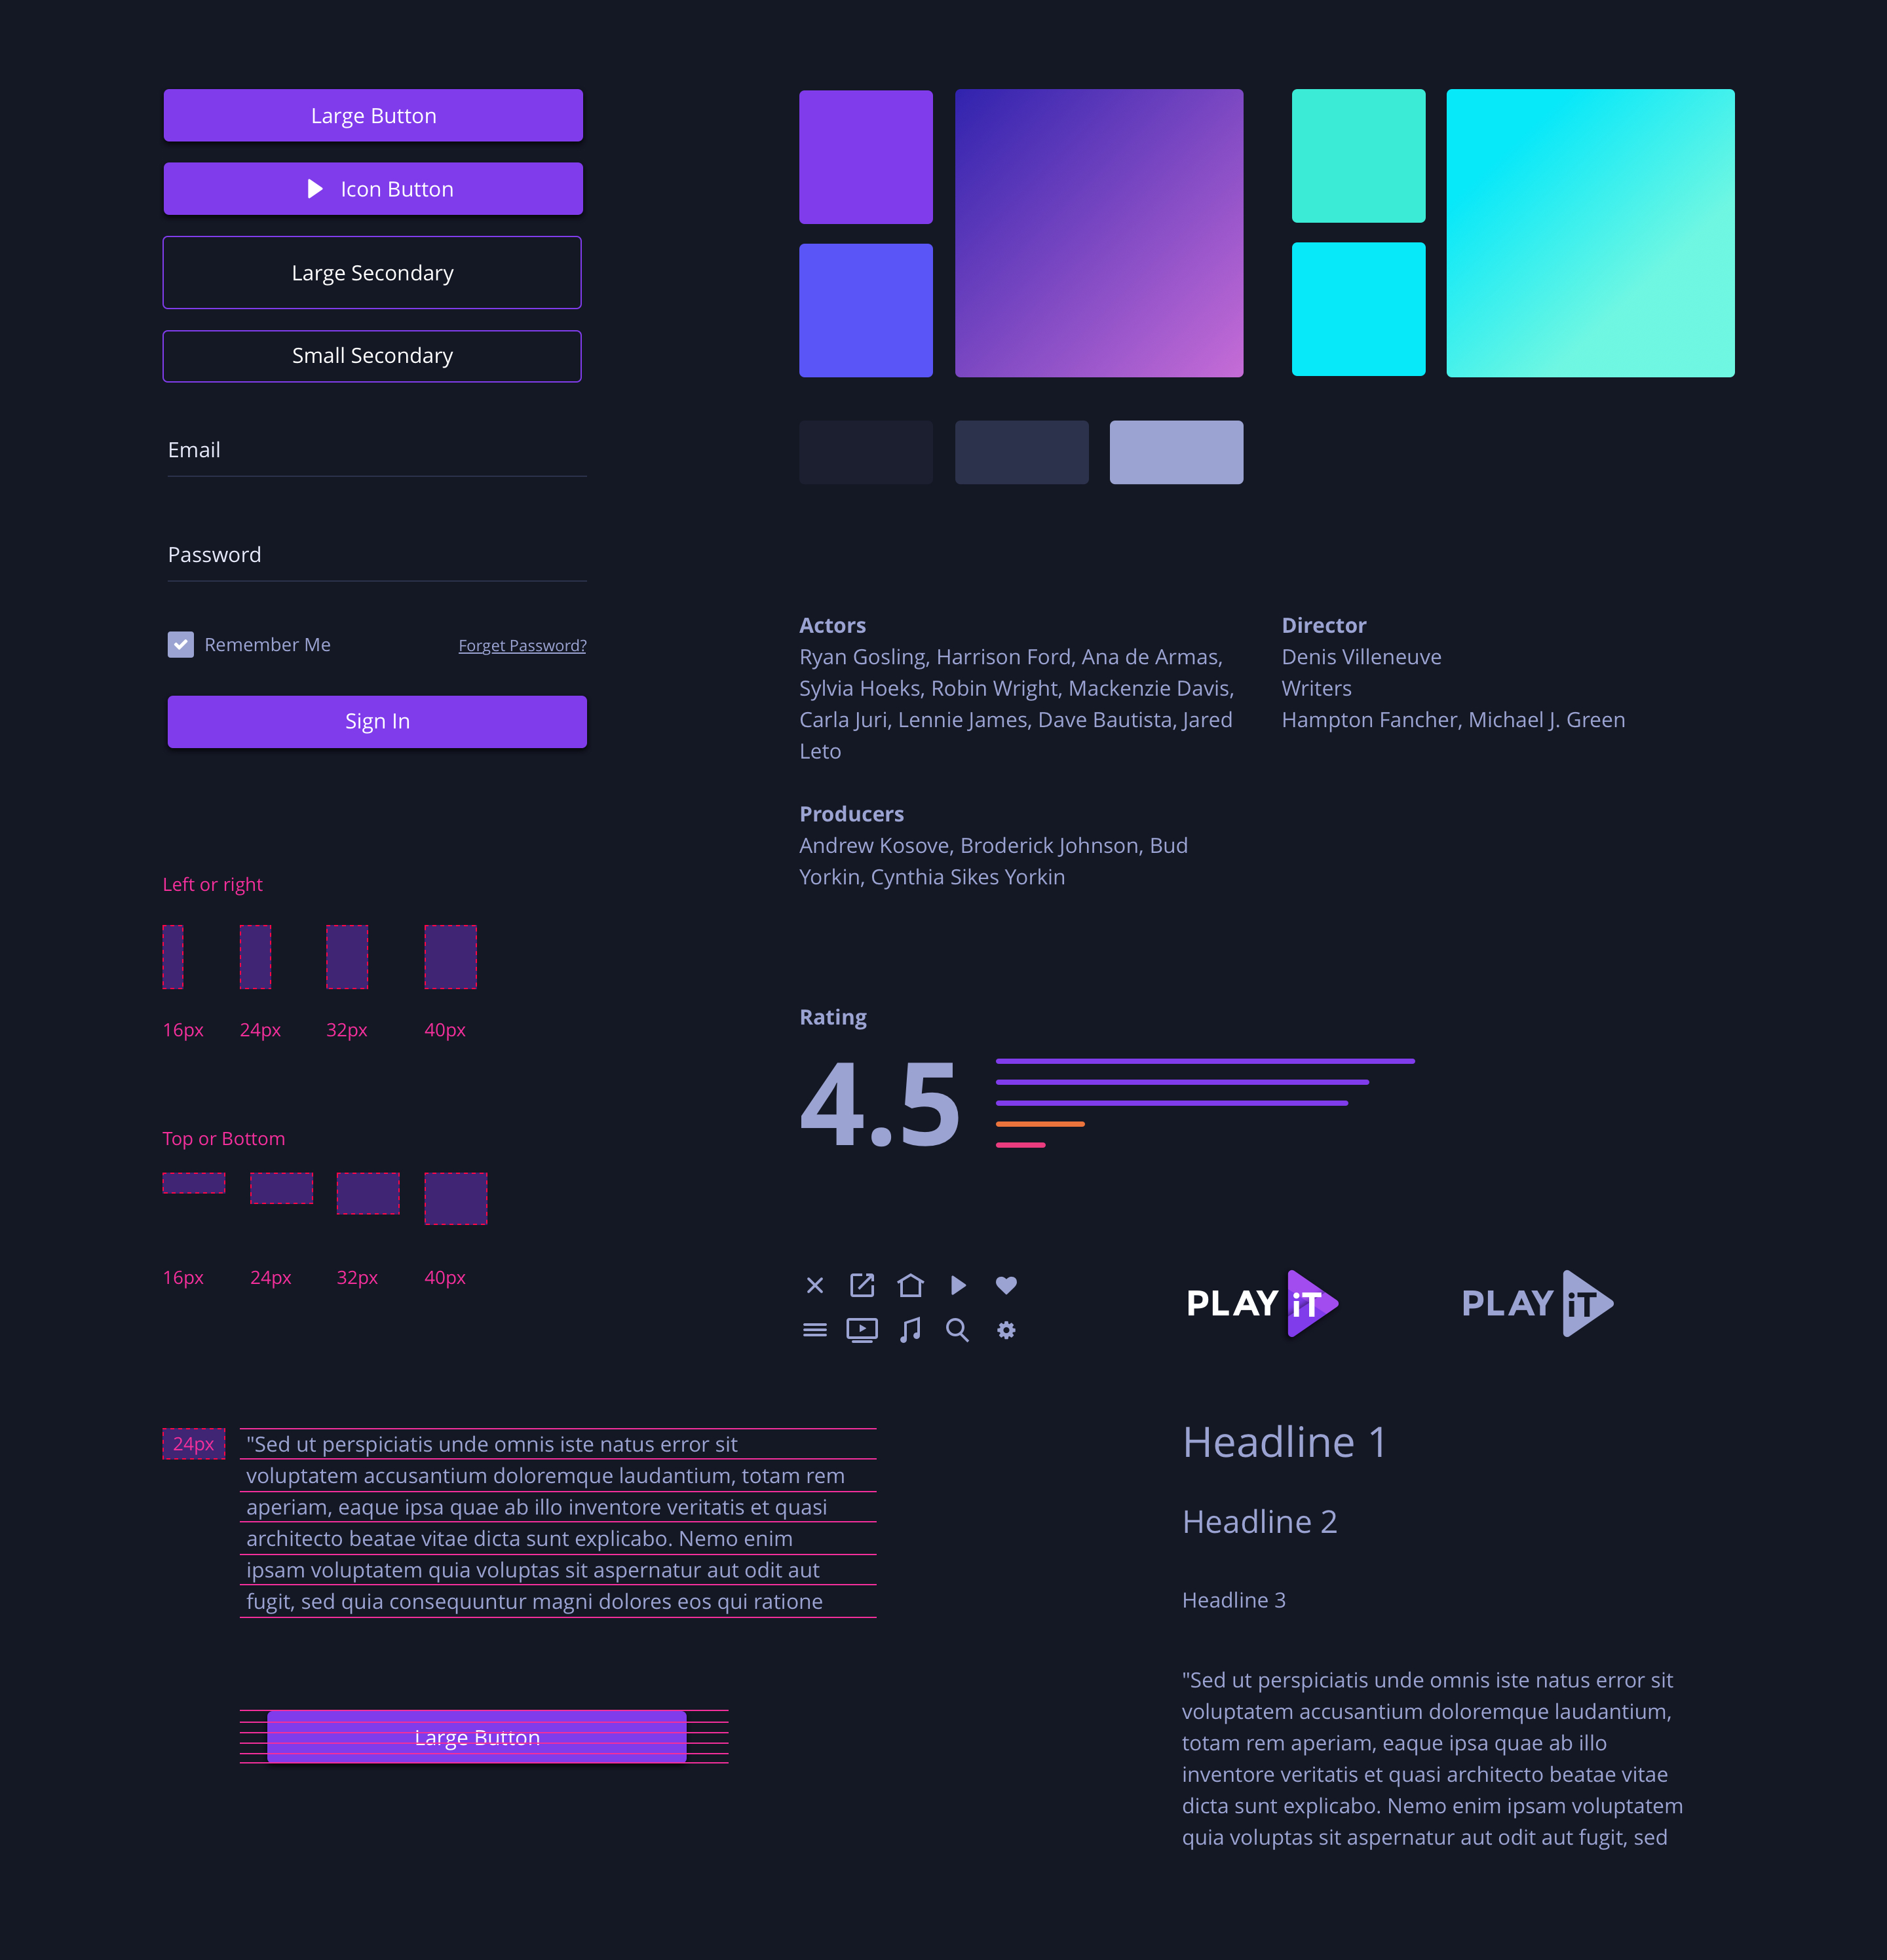 Large Button
Icon Button
Large Secondary
Small Secondary
Email
Password
Remember Me
Forget Password?
Sign In
Left or right
16px
24px
32px
40px
Top or Bottom
16px
24px
32px
40px
24px
"Sed ut perspiciatis unde omnis iste natus error sit
voluptatem accusantium doloremque laudantium, totam rem
aperiam, eaque ipsa quae ab illo inventore veritatis et quasi
architecto beatae vitae dicta sunt explicabo. Nemo enim
ipsam voluptatem quia voluptas sit aspernatur aut odit aut
fugit, sed quia consequuntur magni dolores eos qui ratione
Large Button
Actors
Ryan Gosling, Harrison Ford, Ana de Armas,
Sylvia Hoeks, Robin Wright, Mackenzie Davis,
Carla Juri, Lennie James, Dave Bautista, Jared
Leto
Producers
Andrew Kosove, Broderick Johnson, Bud
Yorkin, Cynthia Sikes Yorkin
Director
Denis Villeneuve
Writers
Hampton Fancher, Michael J. Green
Rating
4.5
PLAY iT
PLAY iT
Headline 1
Headline 2
Headline 3
"Sed ut perspiciatis unde omnis iste natus error sit
voluptatem accusantium doloremque laudantium,
totam rem aperiam, eaque ipsa quae ab illo
inventore veritatis et quasi architecto beatae vitae
dicta sunt explicabo. Nemo enim ipsam voluptatem
quia voluptas sit aspernatur aut odit aut fugit, sed